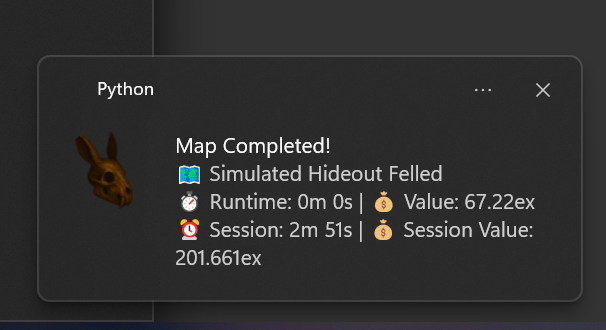 Python
Map Completed!
🗺️ Simulated Hideout Felled
⏱️ Runtime: 0m 0s | 💰 Value: 67.22ex
⏰ Session: 2m 51s | 💰 Session Value:
201.661ex